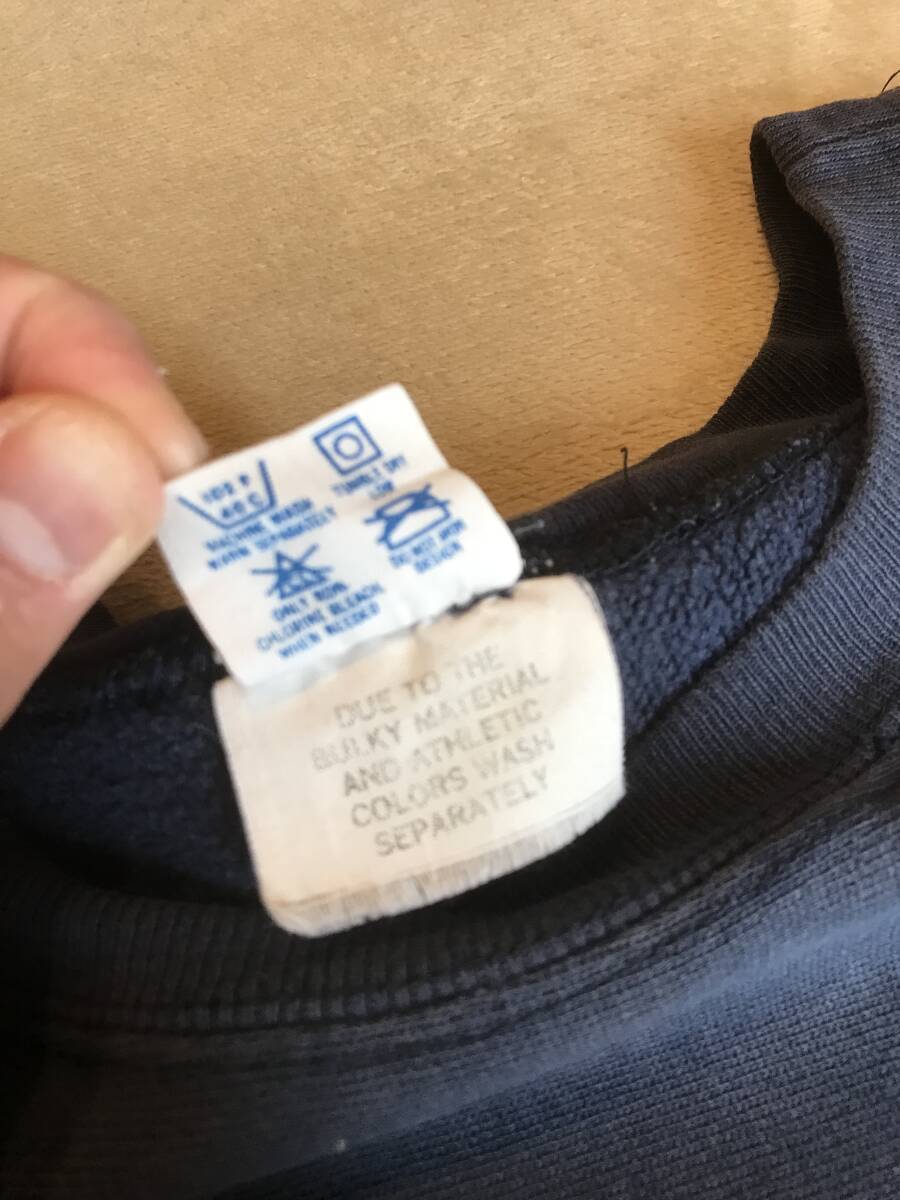 102 F
40 C
MACHINE WASH
WARM SEPARATELY
TUMBLE DRY
LOW
ONLY NON
CHLORINE BLEACH
WHEN NEEDED
DO NOT IRON
DESIGN
DUE TO THE
BULKY MATERIAL
AND ATHLETIC
COLORS WASH
SEPARATELY